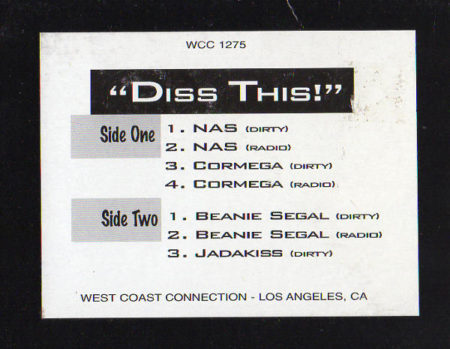 WCC 1275
"DISS THIS!"
Side One
1. NAS (DIRTY)
2. NAS (RADIO)
3. CORMEGA (DIRTY)
4. CORMEGA (RADIO)
Side Two
1. BEANIE SEGAL (DIRTY)
2. BEANIE SEGAL (RADIO)
3. JADAKISS (DIRTY)
WEST COAST CONNECTION - LOS ANGELES, CA